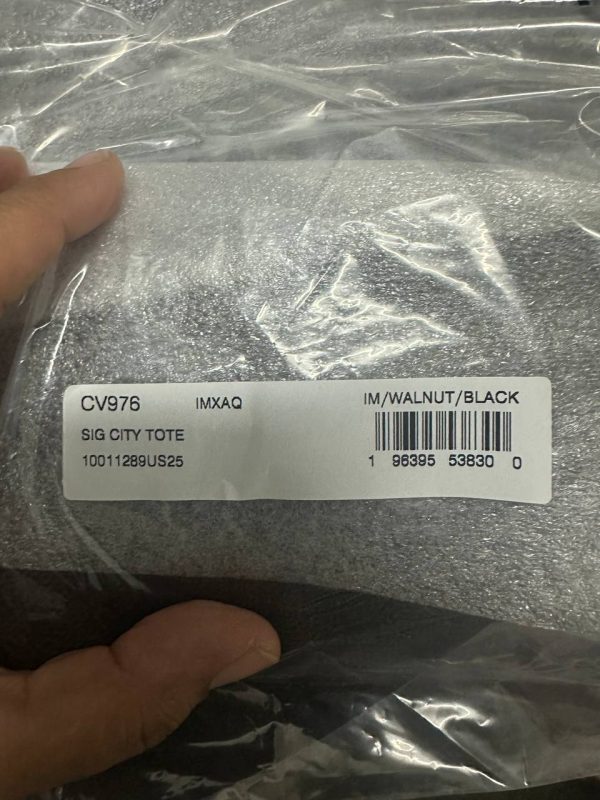 CV976 IMXAQ IM/WALNUT/BLACK
SIG CITY TOTE
10011289US25
1 96395 53830 0